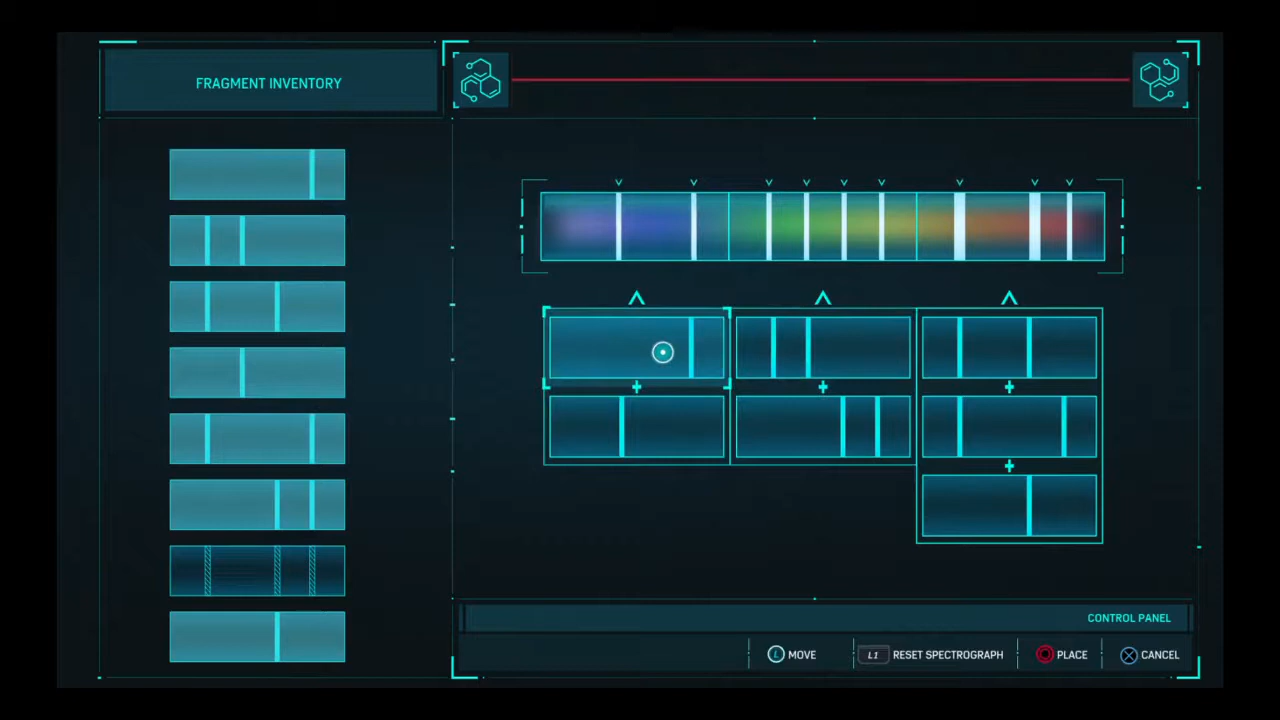 FRAGMENT INVENTORY
CONTROL PANEL
L MOVE
L1 RESET SPECTROGRAPH
PLACE
CANCEL